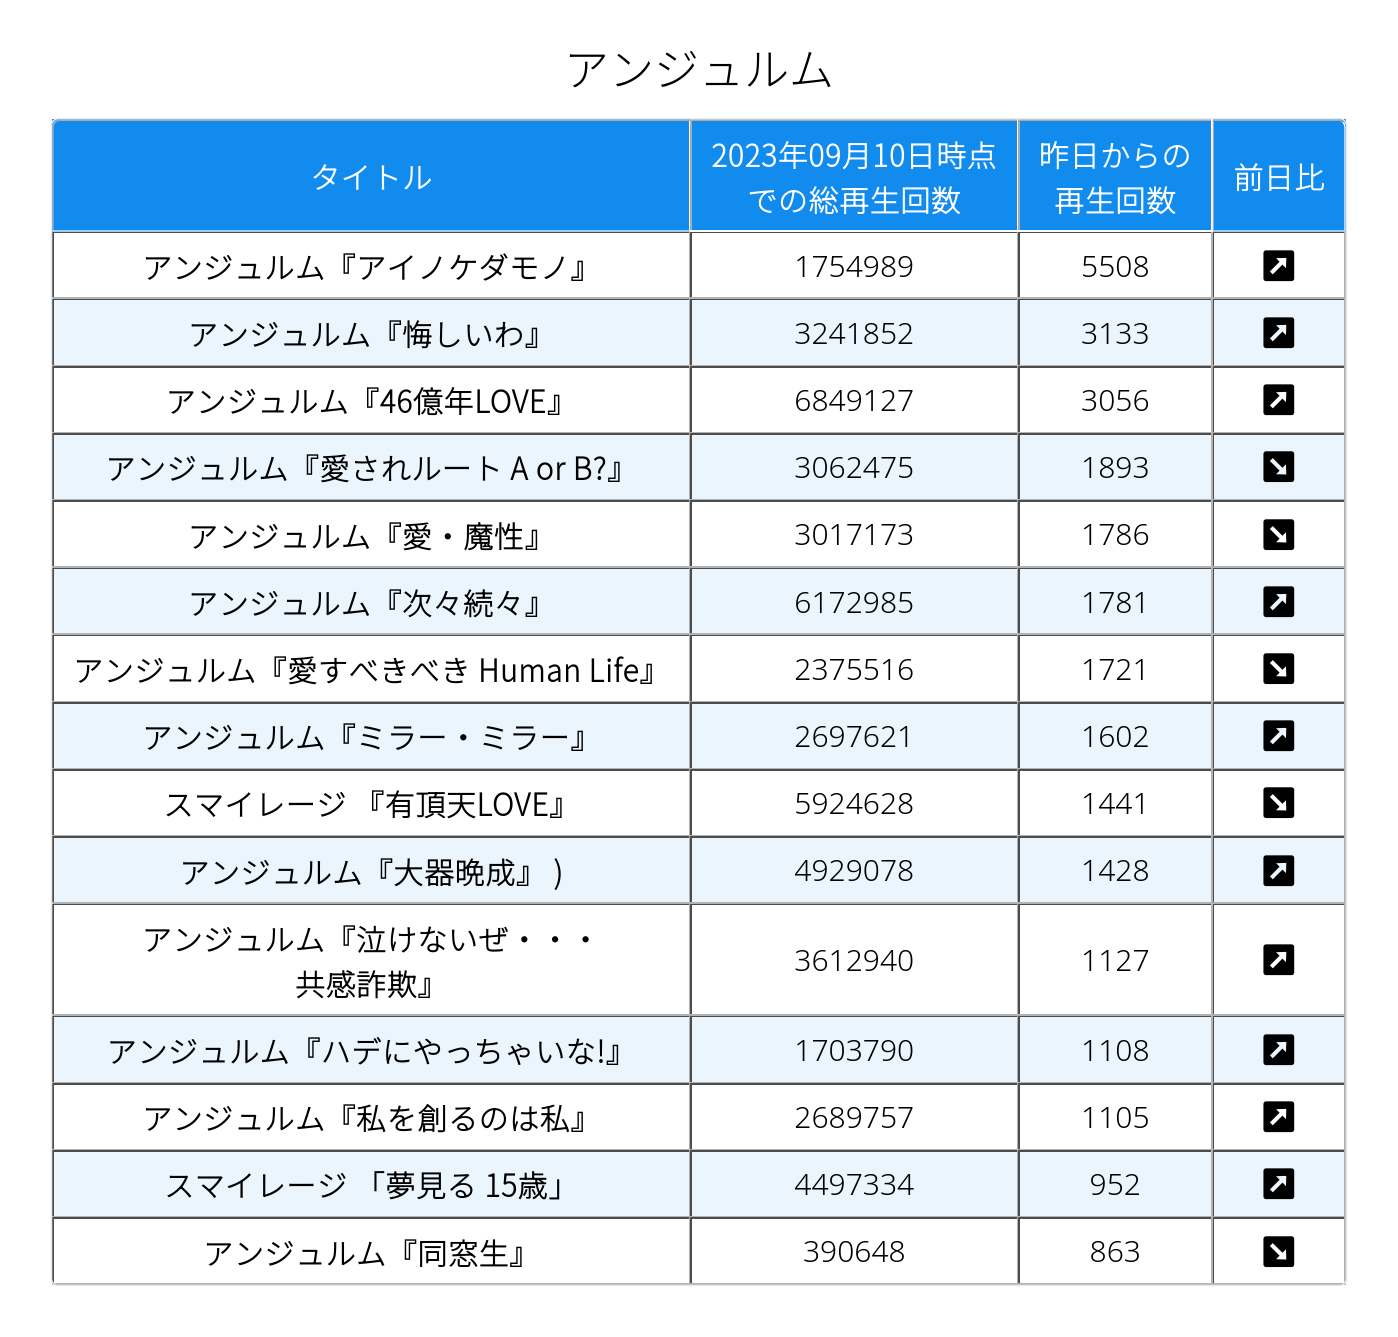 アンジュルム
タイトル 2023年09月10日時点での総再生回数 昨日からの再生回数 前日比
アンジュルム『アイノケダモノ』 1754989 5508 ↗
アンジュルム『悔しいわ』 3241852 3133 ↗
アンジュルム『46億年LOVE』 6849127 3056 ↗
アンジュルム『愛されルート A or B?』 3062475 1893 ↘
アンジュルム『愛・魔性』 3017173 1786 ↘
アンジュルム『次々続々』 6172985 1781 ↗
アンジュルム『愛すべきべき Human Life』 2375516 1721 ↘
アンジュルム『ミラー・ミラー』 2697621 1602 ↗
スマイレージ 『有頂天LOVE』 5924628 1441 ↘
アンジュルム『大器晩成』 ) 4929078 1428 ↗
アンジュルム『泣けないぜ・・・
共感詐欺』 3612940 1127 ↗
アンジュルム『ハデにやっちゃいな!』 1703790 1108 ↗
アンジュルム『私を創るのは私』 2689757 1105 ↗
スマイレージ 「夢見る 15歳」 4497334 952 ↗
アンジュルム『同窓生』 390648 863 ↘